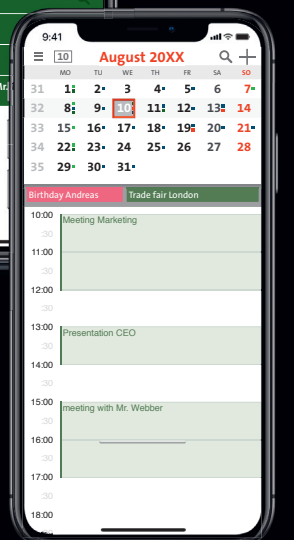 9:41
10 August 20XX
MO TU WE TH FR SA SO
31 1 2 3 4 5 6 7
32 8 9 10 11 12 13 14
33 15 16 17 18 19 20 21
34 22 23 24 25 26 27 28
35 29 30 31
Birthday Andreas Trade fair London
10:00 Meeting Marketing
:30
11:00
:30
12:00
:30
13:00 Presentation CEO
:30
14:00
:30
15:00 meeting with Mr. Webber
:30
16:00
:30
17:00
:30
18:00